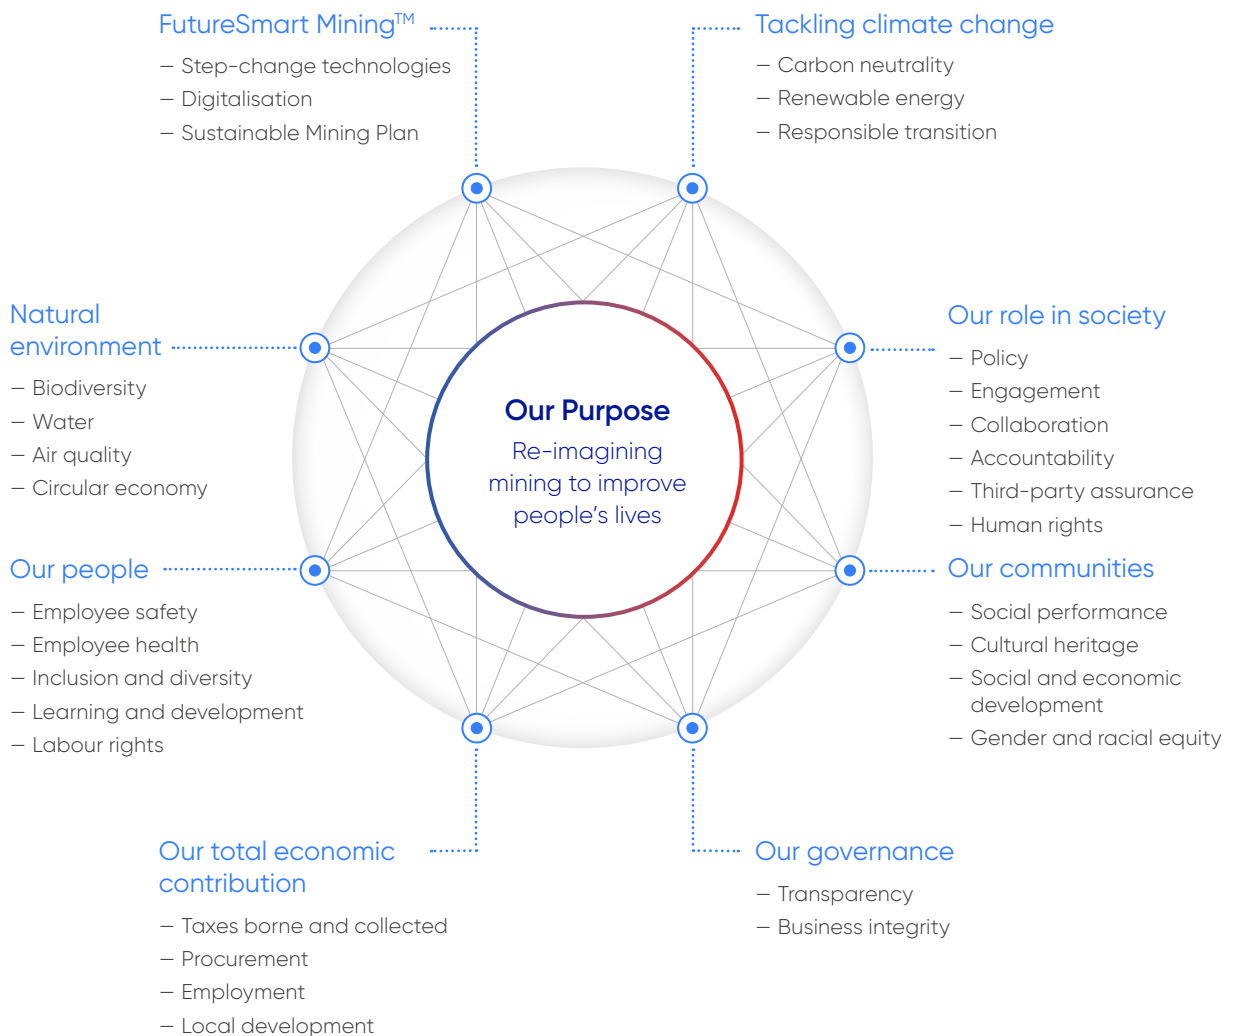 FutureSmart Mining™
– Step-change technologies
– Digitalisation
– Sustainable Mining Plan
Tackling climate change
– Carbon neutrality
– Renewable energy
– Responsible transition
Natural
environment
– Biodiversity
– Water
– Air quality
– Circular economy
Our Purpose
Re-imagining
mining to improve
people’s lives
Our role in society
– Policy
– Engagement
– Collaboration
– Accountability
– Third-party assurance
– Human rights
Our people
– Employee safety
– Employee health
– Inclusion and diversity
– Learning and development
– Labour rights
Our communities
– Social performance
– Cultural heritage
– Social and economic
development
– Gender and racial equity
Our total economic
contribution
– Taxes borne and collected
– Procurement
– Employment
– Local development
Our governance
– Transparency
– Business integrity